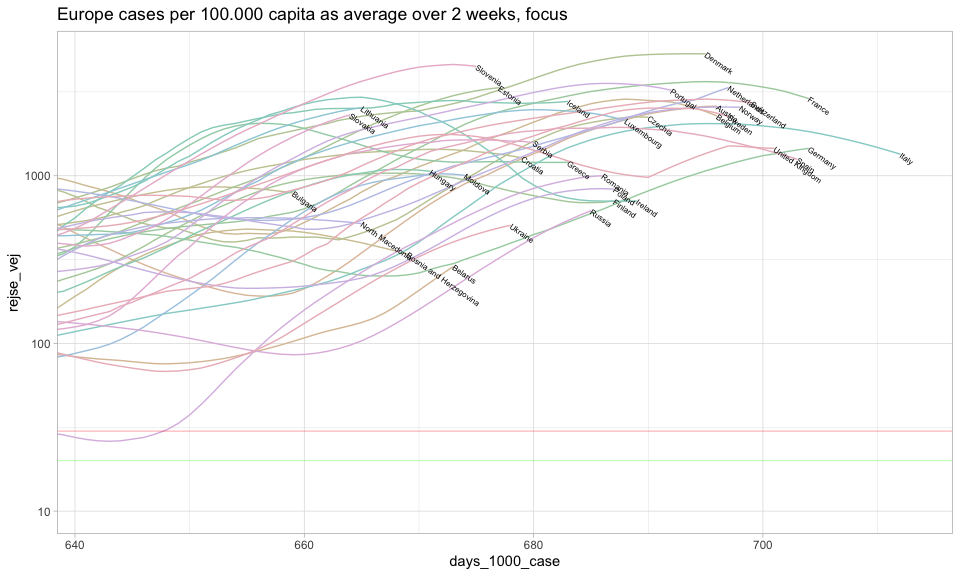 Europe cases per 100.000 capita as average over 2 weeks, focus
rejse_vej
1000
100
10
Denmark
Slovenia
Estonia
Netherlands
France
Portugal
Iceland
Switzerland
Norway
Lithuania
Slovakia
Austria
Sweden
Belgium
Czechia
Luxembourg
Serbia
Croatia
Greece
United Kingdom
Spain
Germany
Italy
Hungary
Moldova
Romania
Poland
Ireland
Finland
Russia
Bulgaria
North Macedonia
Bosnia and Herzegovina
Ukraine
Belarus
640
660
680
700
days_1000_case